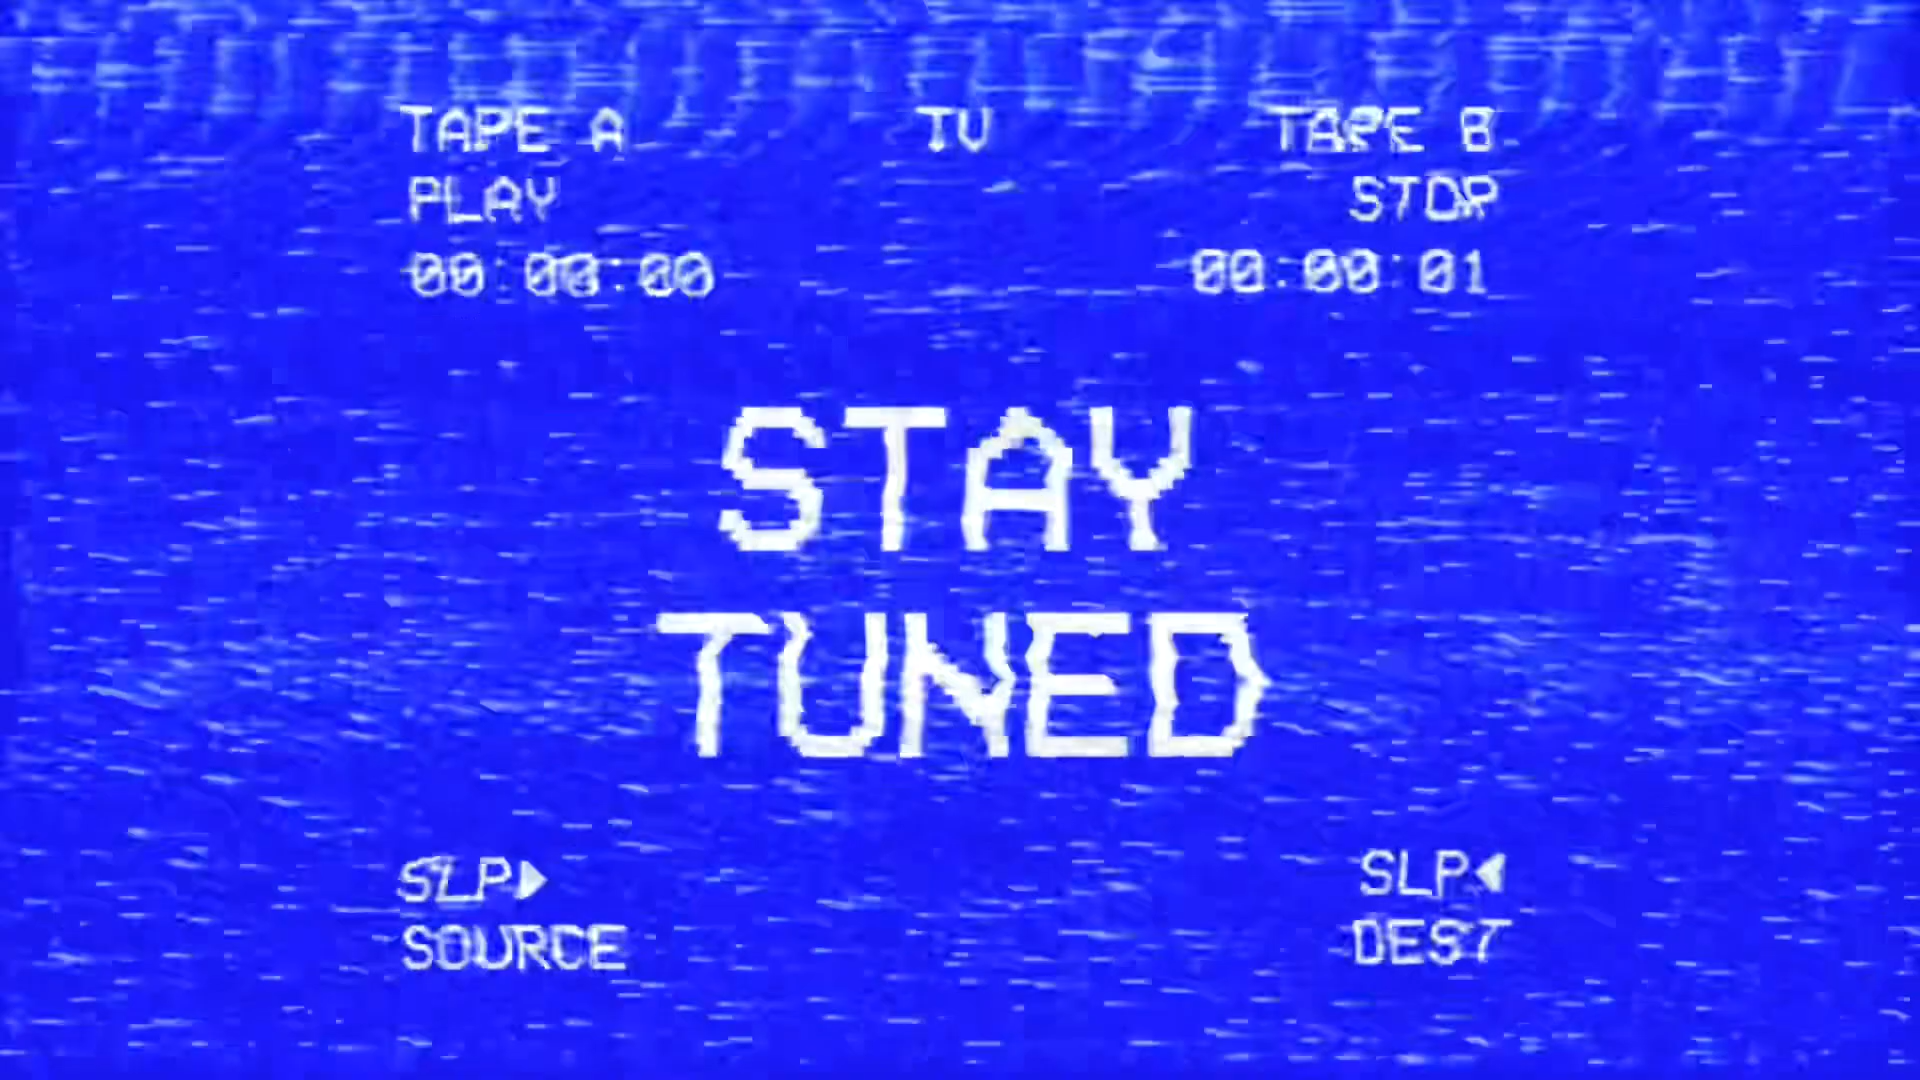 TAPE A TV TAPE B
PLAY STOP
00:00:00 00:00:01
STAY
TUNED
SLP▶ SLP◀
SOURCE DEST